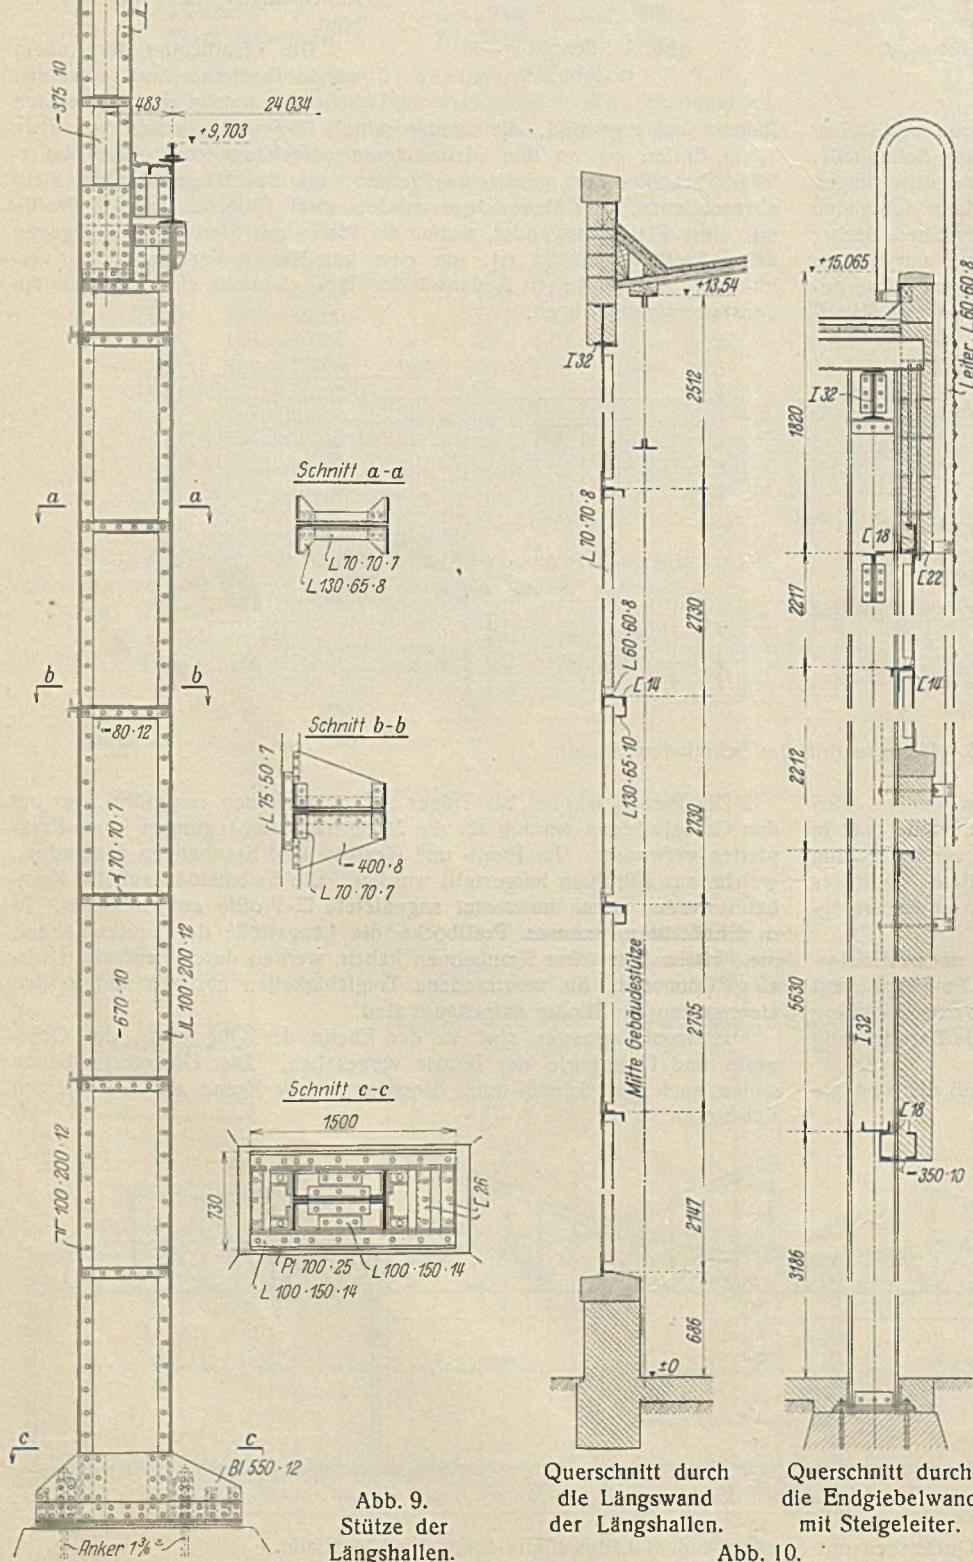 -375·10
483
24 034
+9,703
a
a
b
b
-80·12
⅃L 70·70·7
-670·10
⅃L 100·200·12
⅂Γ 100·200·12
c
c
Bl 550·12
Schnitt a-a
L 70·70·7
L 130·65·8
Schnitt b-b
L 75·50·7
-400·8
L 70·70·7
Schnitt c-c
1500
730
[ 26
Pl 700·25
L 100·150·14
L 100·150·14
+13,54
I 32
2512
L 70·70·8
2730
L 60·60·8
[ 14
L 130·65·10
2730
Mitte Gebäudestütze
2735
2147
686
±0
+15,065
Leiter, L 60·60·8
I 32
1820
[ 18
[ 22
2217
[ 14
2212
5630
I 32
[ 18
-350·10
3186
Abb. 9.
Stütze der
Längshallen.
Querschnitt durch
die Längswand
der Längshallen.
Querschnitt durch
die Endgiebelwand
mit Steigeleiter.
Abb. 10.